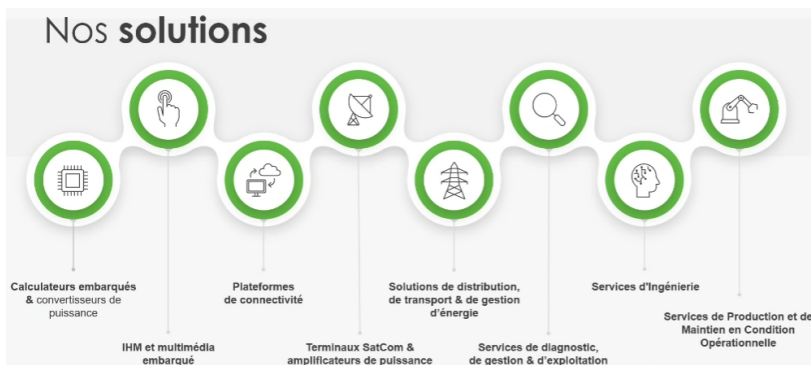 Nos solutions
Calculateurs embarqués
& convertisseurs de
puissance
IHM et multimédia
embarqué
Plateformes
de connectivité
Terminaux SatCom &
amplificateurs de puissance
Solutions de distribution,
de transport & de gestion
d'énergie
Services de diagnostic,
de gestion & d'exploitation
Services d'Ingénierie
Services de Production et de
Maintien en Condition
Opérationnelle